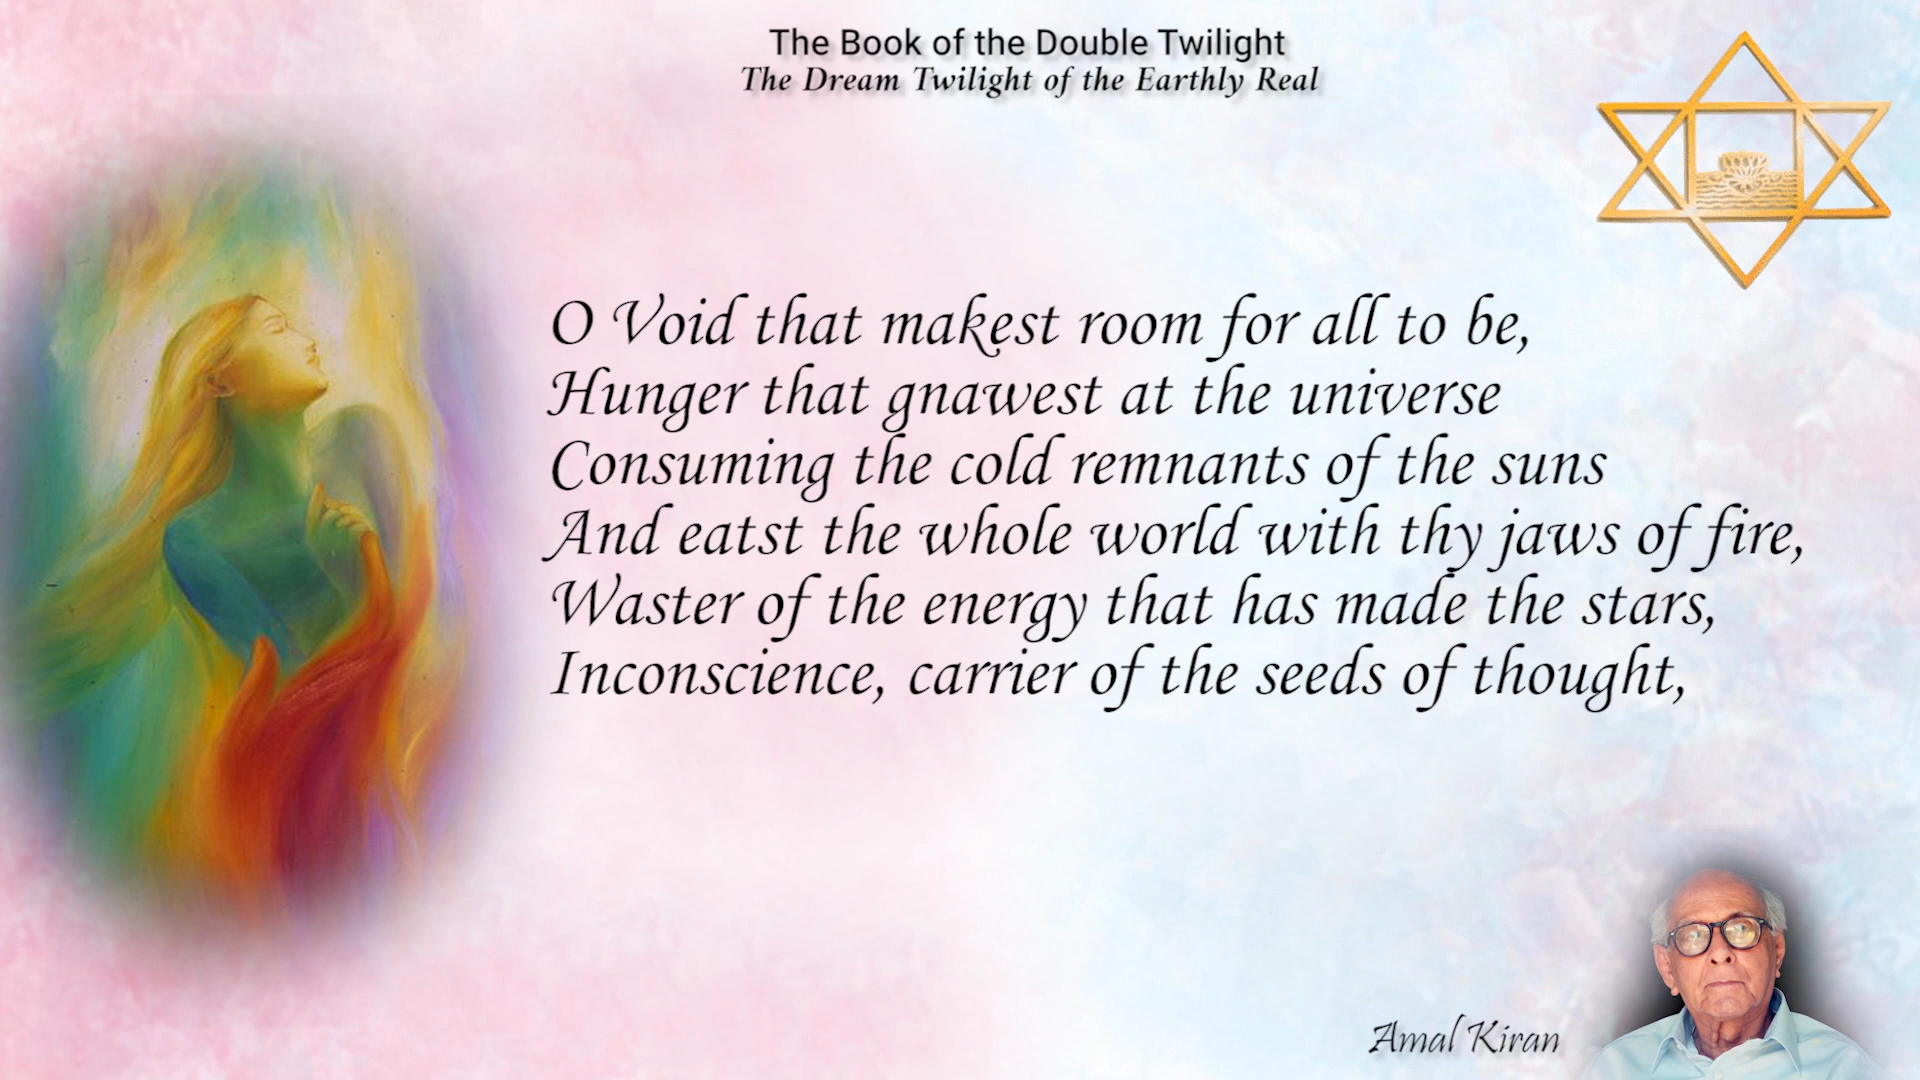 The Book of the Double Twilight
The Dream Twilight of the Earthly Real
O Void that makest room for all to be,
Hunger that gnawest at the universe
Consuming the cold remnants of the suns
And eatst the whole world with thy jaws of fire,
Waster of the energy that has made the stars,
Inconscience, carrier of the seeds of thought,
Amal Kiran